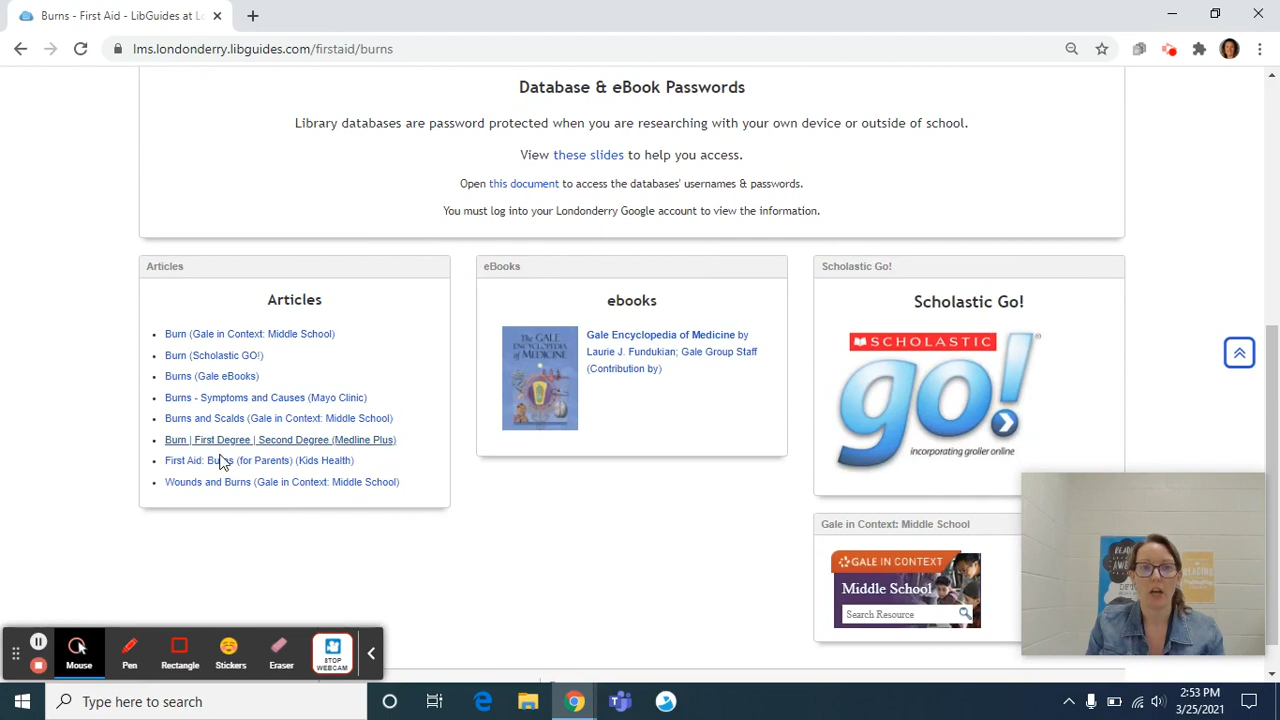 Burns - First Aid - LibGuides at Lo
lms.londonderry.libguides.com/firstaid/burns
Database & eBook Passwords
Library databases are password protected when you are researching with your own device or outside of school.
View these slides to help you access.
Open this document to access the databases' usernames & passwords.
You must log into your Londonderry Google account to view the information.
Articles
Articles
Burn (Gale in Context: Middle School)
Burn (Scholastic GO!)
Burns (Gale eBooks)
Burns - Symptoms and Causes (Mayo Clinic)
Burns and Scalds (Gale in Context: Middle School)
Burn | First Degree | Second Degree (Medline Plus)
First Aid: Burns (for Parents) (Kids Health)
Wounds and Burns (Gale in Context: Middle School)
eBooks
ebooks
THE GALE
ENCYCLOPEDIA
OF MEDICINE
Gale Encyclopedia of Medicine by
Laurie J. Fundukian; Gale Group Staff
(Contribution by)
Scholastic Go!
Scholastic Go!
SCHOLASTIC
go!
incorporating grolier online
Gale in Context: Middle School
GALE IN CONTEXT
Middle School
Search Resource
Mouse
Pen
Rectangle
Stickers
Eraser
STOP
WEBCAM
Type here to search
2:53 PM
3/25/2021